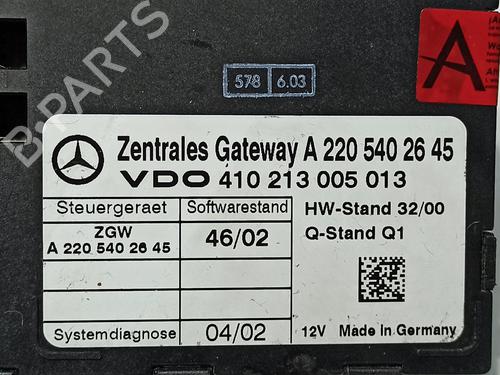 578 6.03
A
Zentrales Gateway A 220 540 26 45
VDO 410 213 005 013
Steuergeraet Softwarestand HW-Stand 32/00
ZGW
A 220 540 26 45 46/02 Q-Stand Q1
Systemdiagnose 04/02 12V Made in Germany
B-PARTS